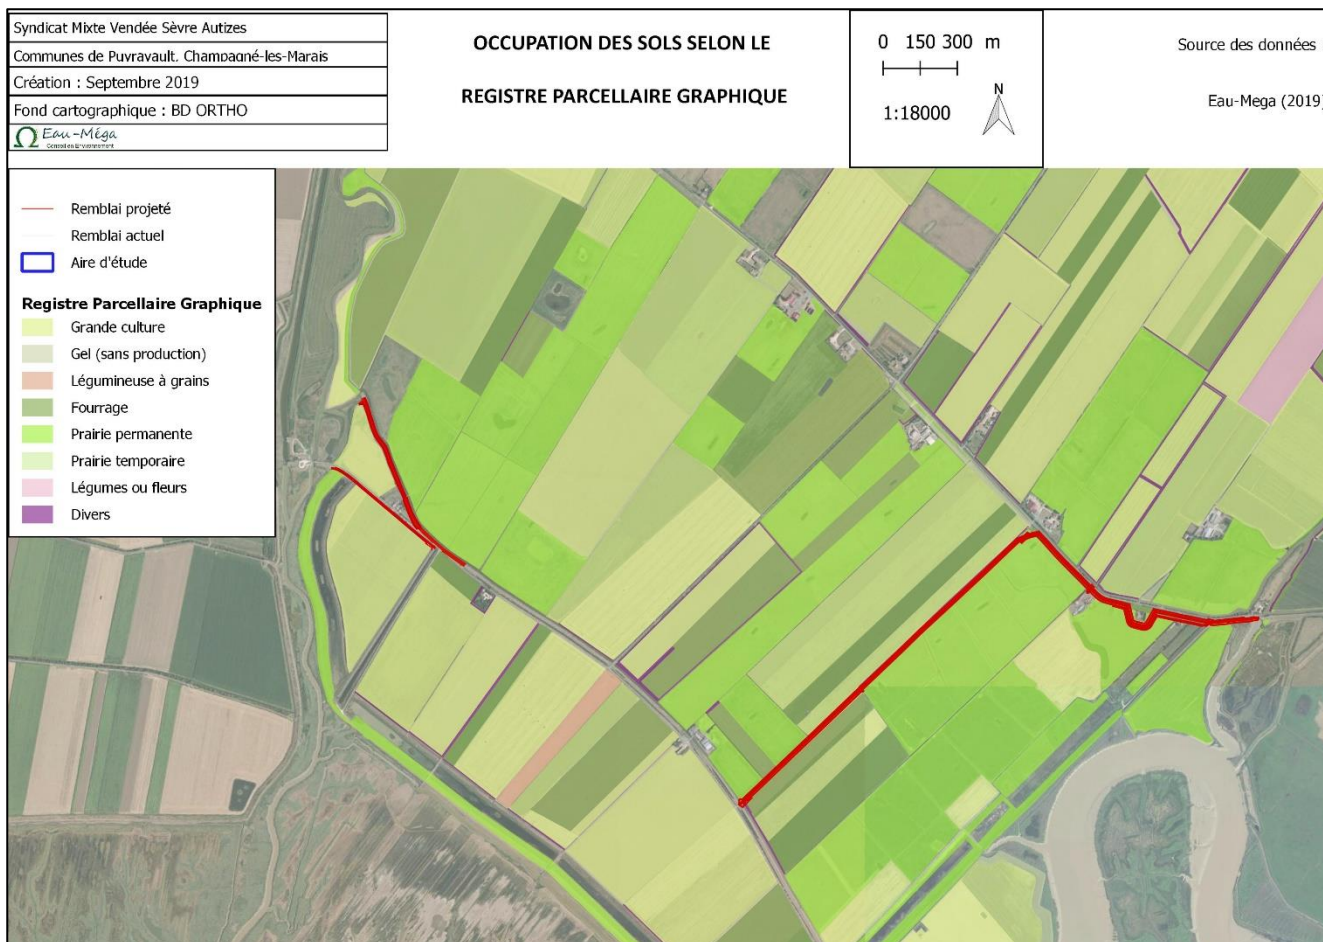 Syndicat Mixte Vendée Sèvre Autizes
Communes de Puyravault, Champagné-les-Marais
Création : Septembre 2019
Fond cartographique : BD ORTHO
Eau-Méga
Conseil en Environnement
OCCUPATION DES SOLS SELON LE
REGISTRE PARCELLAIRE GRAPHIQUE
0 150 300 m
1:18000
N
Source des données
Eau-Mega (2019)
Remblai projeté
Remblai actuel
Aire d'étude
Registre Parcellaire Graphique
Grande culture
Gel (sans production)
Légumineuse à grains
Fourrage
Prairie permanente
Prairie temporaire
Légumes ou fleurs
Divers